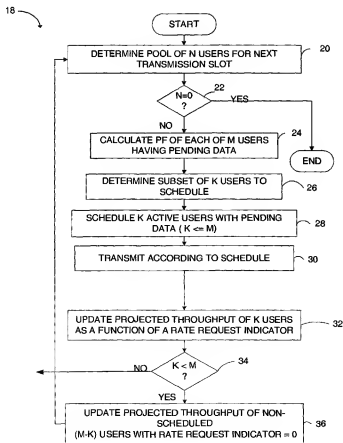 18
START
DETERMINE POOL OF N USERS FOR NEXT
TRANSMISSION SLOT
20
N=0
?
22
YES
NO
24
CALCULATE PF OF EACH OF M USERS
HAVING PENDING DATA
END
DETERMINE SUBSET OF K USERS TO
SCHEDULE
26
SCHEDULE K ACTIVE USERS WITH PENDING
DATA ( K <= M)
28
TRANSMIT ACCORDING TO SCHEDULE
30
UPDATE PROJECTED THROUGHPUT OF K USERS
AS A FUNCTION OF A RATE REQUEST INDICATOR
32
NO
K < M
?
34
YES
UPDATE PROJECTED THROUGHPUT OF NON-
SCHEDULED
(M-K) USERS WITH RATE REQUEST INDICATOR = 0
36